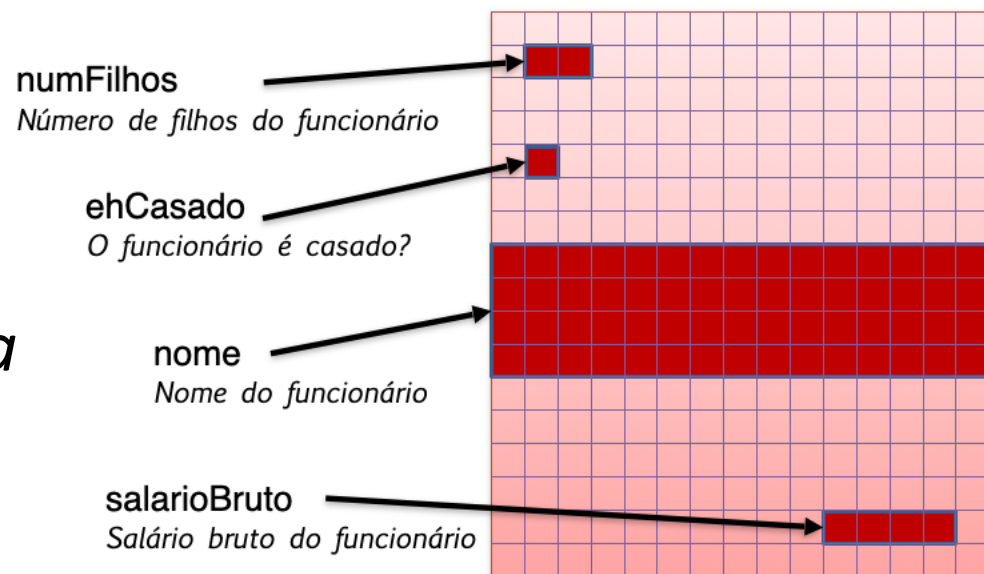 numFilhos
Número de filhos do funcionário
ehCasado
O funcionário é casado?
a
nome
Nome do funcionário
salarioBruto
Salário bruto do funcionário